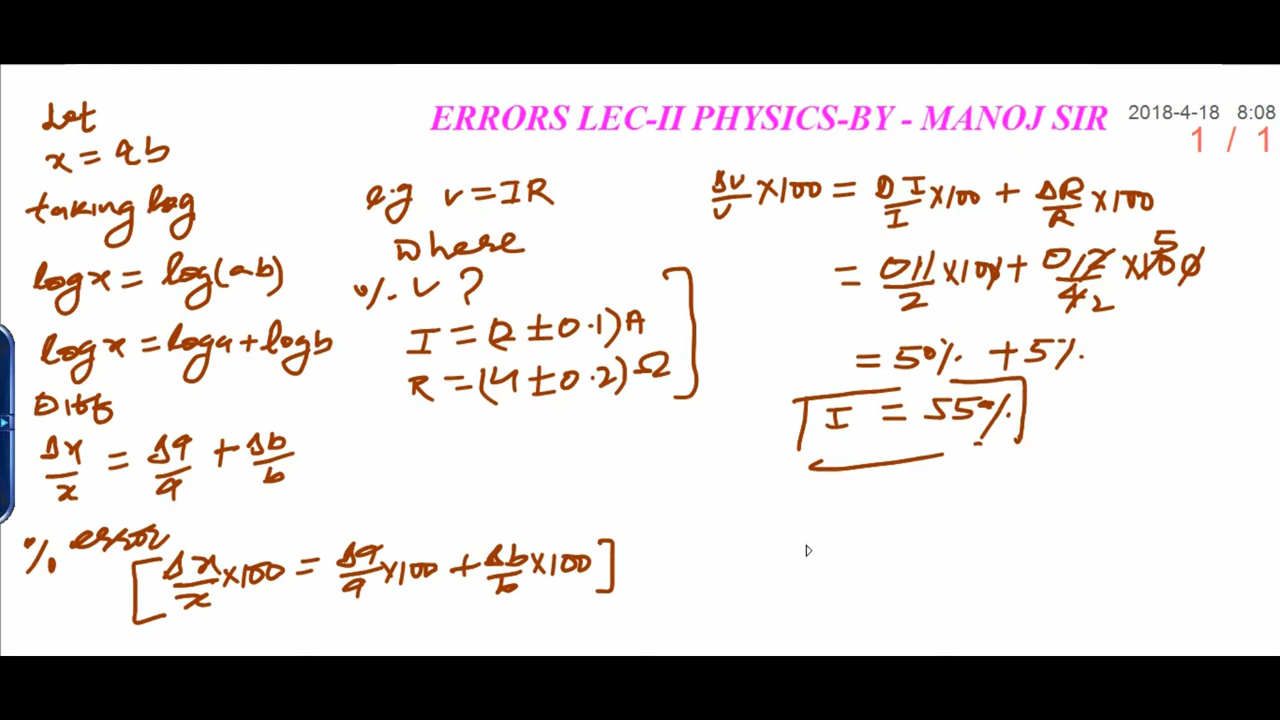 ERRORS LEC-II PHYSICS-BY - MANOJ SIR
2018-4-18 8:08
1 / 1
Let
x = ab
taking log
log x = log(ab)
log x = log a + log b
Diff
Δx/x = Δa/a + Δb/b
% error
[Δx/x ×100 = Δa/a ×100 + Δb/b ×100]
e.g V = IR
Where
% V ?
I = (2 ± 0.1) A
R = (4 ± 0.2) Ω
ΔV/V ×100 = ΔI/I ×100 + ΔR/R ×100
= 0.1/2 ×100 + 0.2/4 ×100
2
5
= 50% + 5%
I = 55%